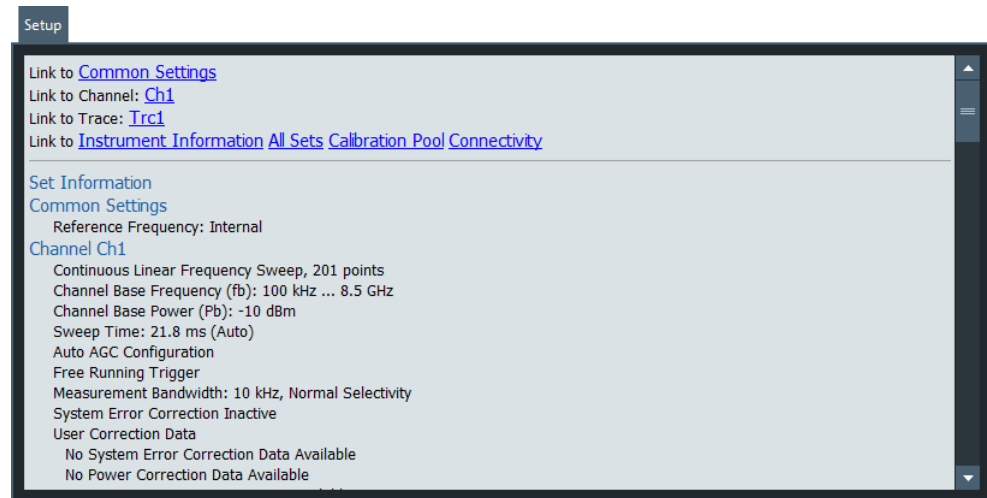 Setup
Link to Common Settings
Link to Channel: Ch1
Link to Trace: Trc1
Link to Instrument Information All Sets Calibration Pool Connectivity
Set Information
Common Settings
Reference Frequency: Internal
Channel Ch1
Continuous Linear Frequency Sweep, 201 points
Channel Base Frequency (fb): 100 kHz ... 8.5 GHz
Channel Base Power (Pb): -10 dBm
Sweep Time: 21.8 ms (Auto)
Auto AGC Configuration
Free Running Trigger
Measurement Bandwidth: 10 kHz, Normal Selectivity
System Error Correction Inactive
User Correction Data
No System Error Correction Data Available
No Power Correction Data Available